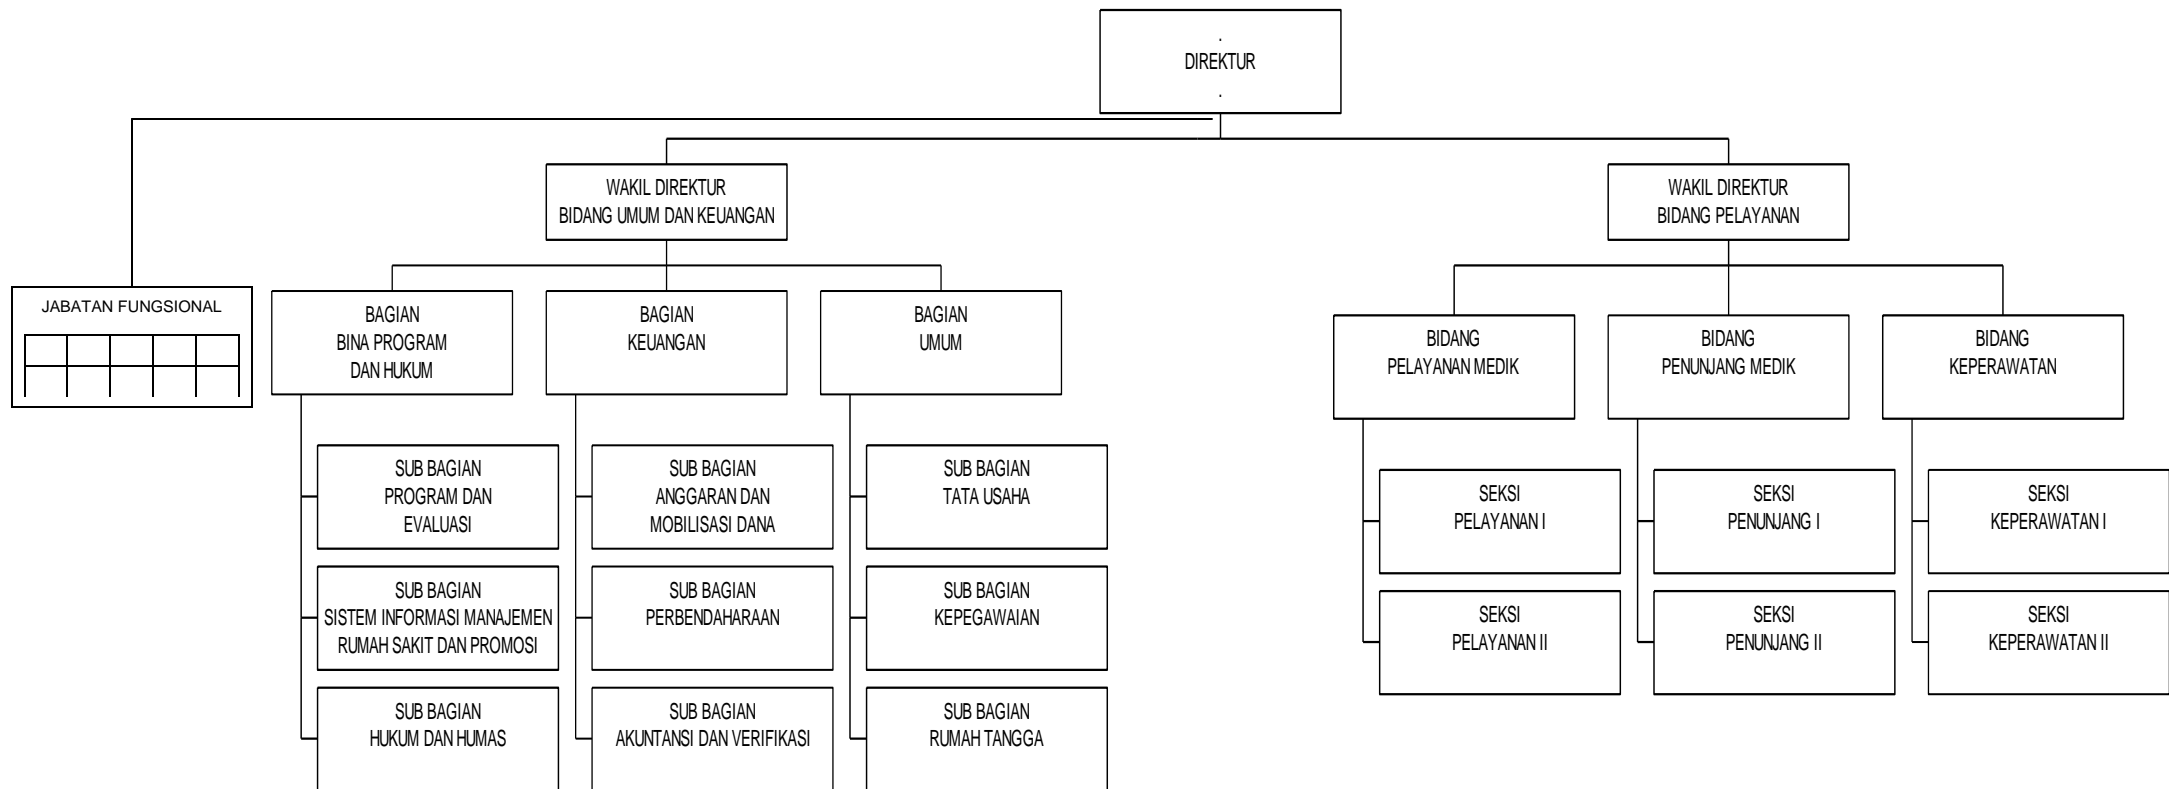 .
DIREKTUR
.
WAKIL DIREKTUR
BIDANG UMUM DAN KEUANGAN
WAKIL DIREKTUR
BIDANG PELAYANAN
JABATAN FUNGSIONAL
BAGIAN
BINA PROGRAM
DAN HUKUM
BAGIAN
KEUANGAN
BAGIAN
UMUM
BIDANG
PELAYANAN MEDIK
BIDANG
PENUNJANG MEDIK
BIDANG
KEPERAWATAN
SUB BAGIAN
PROGRAM DAN
EVALUASI
SUB BAGIAN
ANGGARAN DAN
MOBILISASI DANA
SUB BAGIAN
TATA USAHA
SEKSI
PELAYANAN I
SEKSI
PENUNJANG I
SEKSI
KEPERAWATAN I
SUB BAGIAN
SISTEM INFORMASI MANAJEMEN
RUMAH SAKIT DAN PROMOSI
SUB BAGIAN
PERBENDAHARAAN
SUB BAGIAN
KEPEGAWAIAN
SEKSI
PELAYANAN II
SEKSI
PENUNJANG II
SEKSI
KEPERAWATAN II
SUB BAGIAN
HUKUM DAN HUMAS
SUB BAGIAN
AKUNTANSI DAN VERIFIKASI
SUB BAGIAN
RUMAH TANGGA